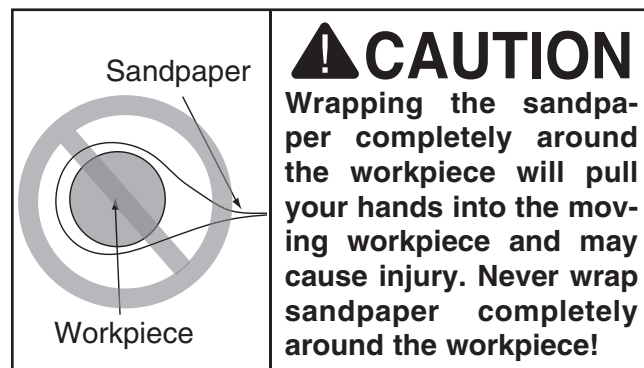 Sandpaper
Workpiece
CAUTION
Wrapping the sandpa-
per completely around
the workpiece will pull
your hands into the mov-
ing workpiece and may
cause injury. Never wrap
sandpaper completely
around the workpiece!